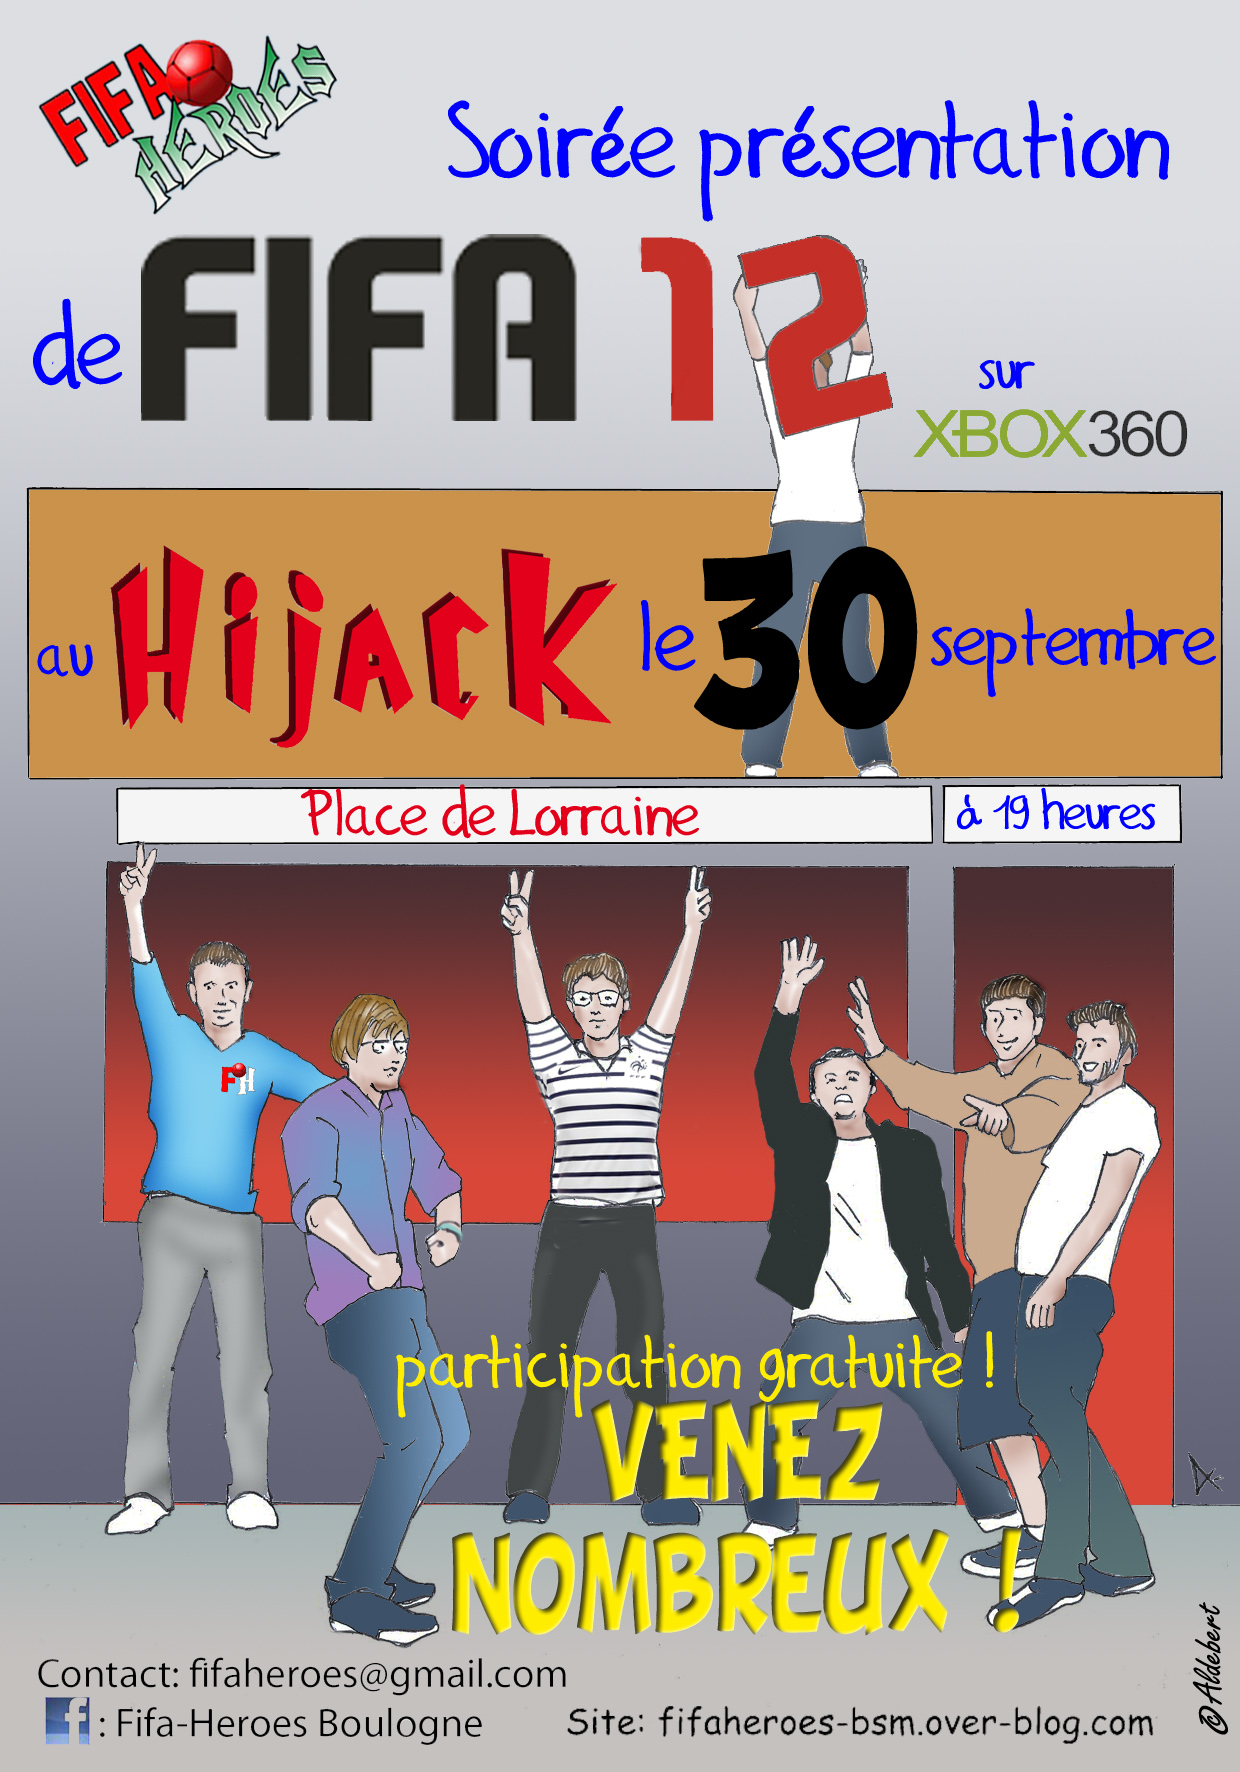 FIFA
HEROES
Soirée présentation
de FIFA 12
sur
XBOX360
au HijacK le 30 septembre
Place de Lorraine
à 19 heures
FH
participation gratuite !
VENEZ
NOMBREUX !
Contact: fifaheroes@gmail.com
f : Fifa-Heroes Boulogne
Site: fifaheroes-bsm.over-blog.com
©Aldebert